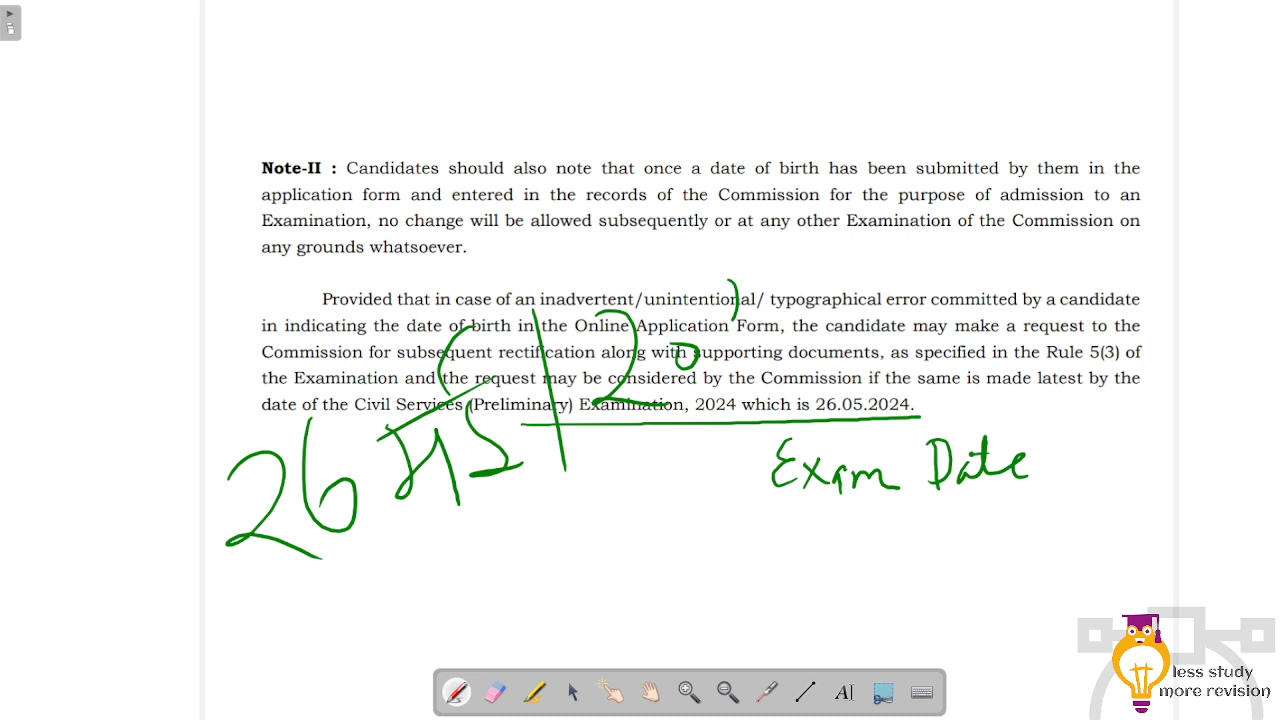 Note-II : Candidates should also note that once a date of birth has been submitted by them in the
application form and entered in the records of the Commission for the purpose of admission to an
Examination, no change will be allowed subsequently or at any other Examination of the Commission on
any grounds whatsoever.
Provided that in case of an inadvertent/unintentional/ typographical error committed by a candidate
in indicating the date of birth in the Online Application Form, the candidate may make a request to the
Commission for subsequent rectification along with supporting documents, as specified in the Rule 5(3) of
the Examination and the request may be considered by the Commission if the same is made latest by the
date of the Civil Services (Preliminary) Examination, 2024 which is 26.05.2024.
Exam Date
26
less study
more revision